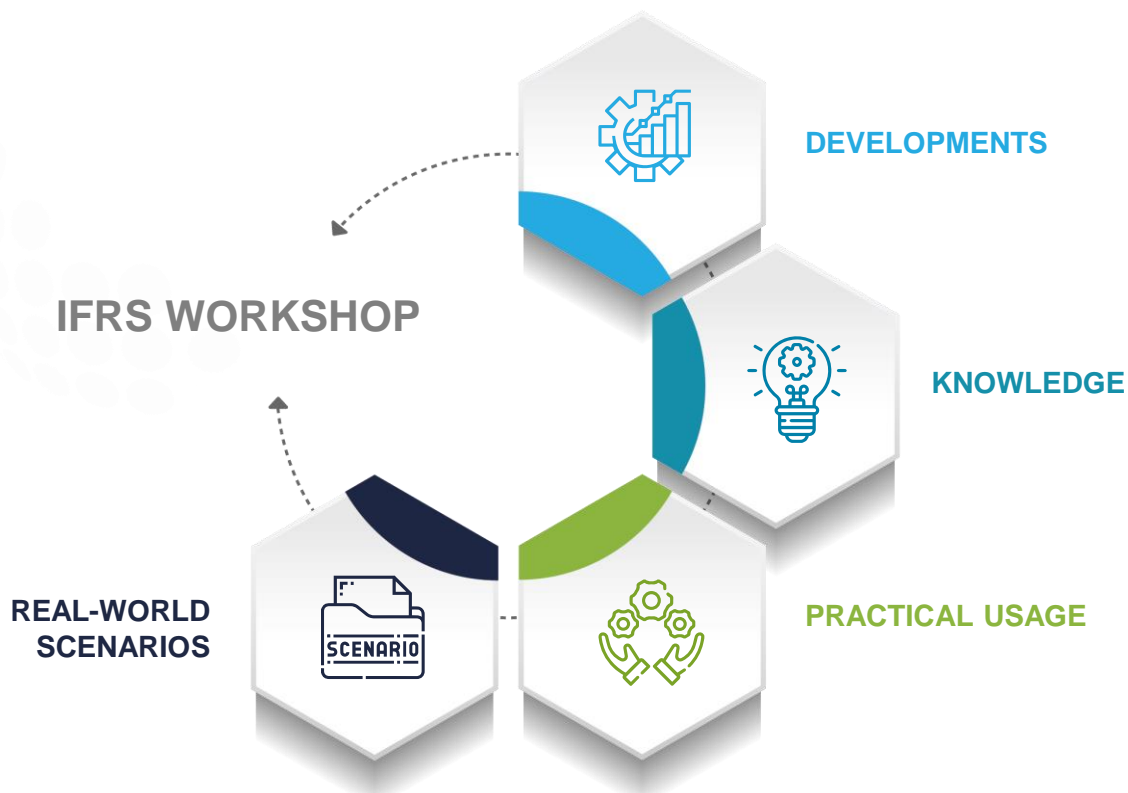 DEVELOPMENTS
IFRS WORKSHOP
KNOWLEDGE
REAL-WORLD
SCENARIOS
SCENARIO
PRACTICAL USAGE